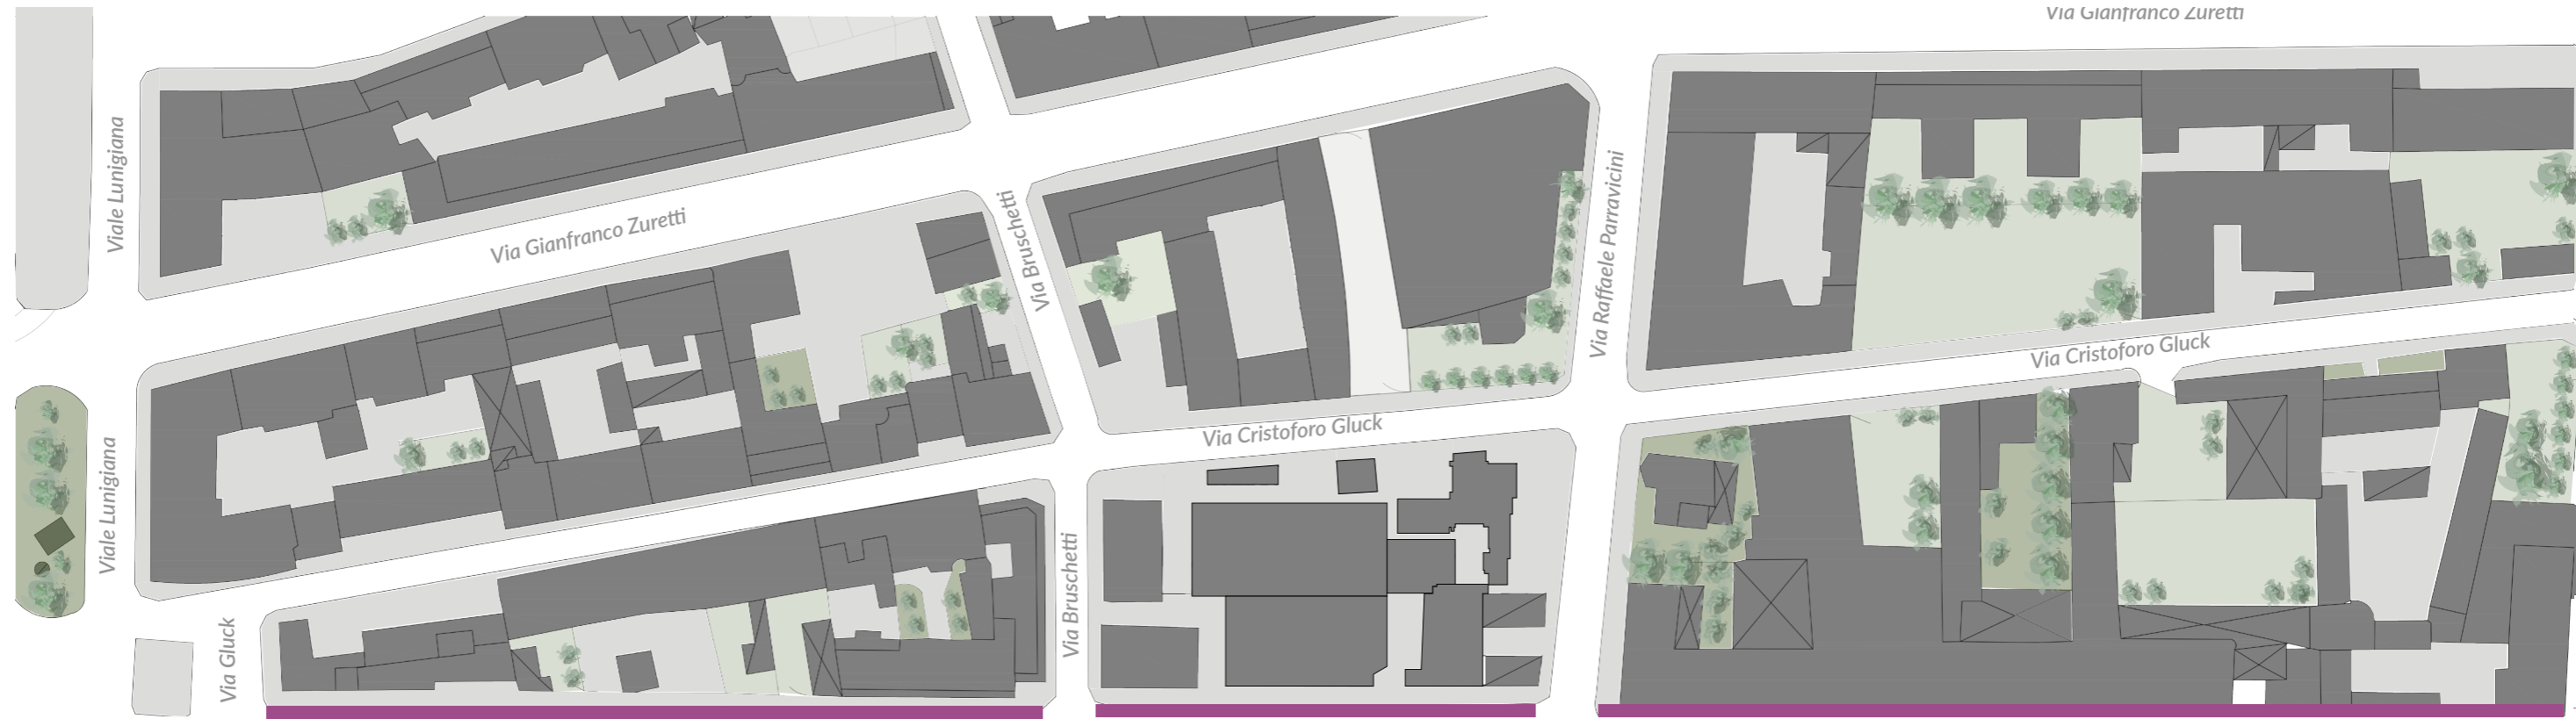 Via Gianfranco Zuretti
Viale Lunigiana
Via Gianfranco Zuretti
Via Bruschetti
Via Raffaele Parravicini
Via Cristoforo Gluck
Via Cristoforo Gluck
Viale Lunigiana
Via Bruschetti
Via Gluck